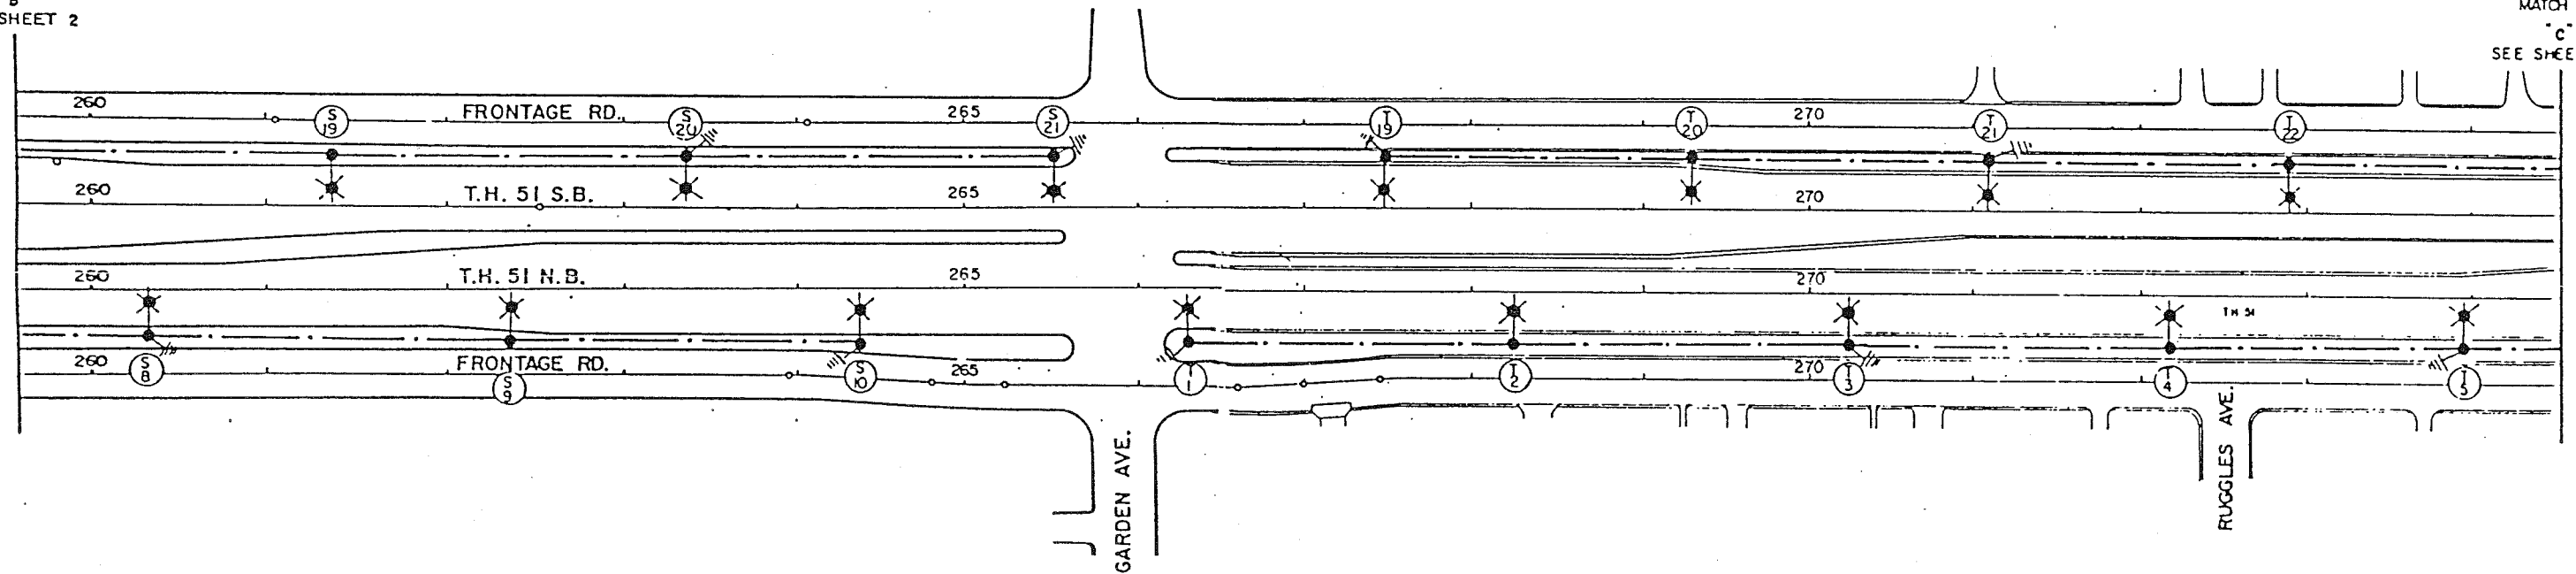 B
SHEET 2
MATCH
"C"
SEE SHEE
260
FRONTAGE RD.
265
270
S
19
S
20
S
21
T
19
T
20
T
21
T
22
260
T.H. 51 S.B.
265
270
260
T.H. 51 N.B.
265
270
TH 51
260
FRONTAGE RD.
265
270
S
8
S
9
S
10
T
1
T
2
T
3
T
4
T
5
GARDEN AVE.
RUGGLES AVE.